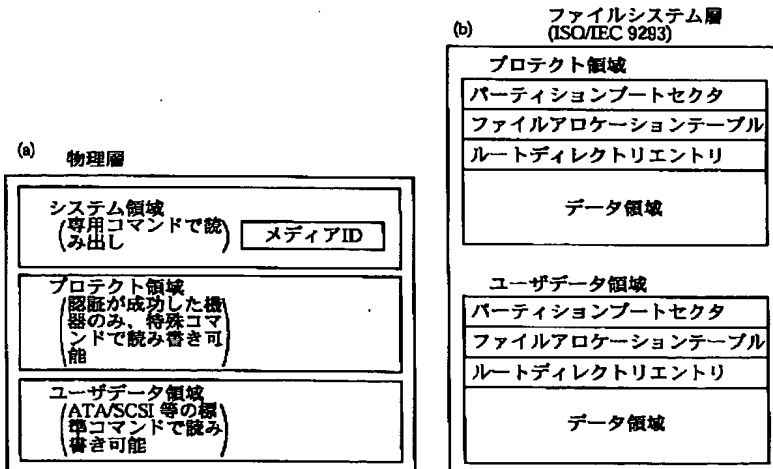 (a) 物理層
システム領域
(専用コマンドで読
み出し)
メディアID
プロテクト領域
(認証が成功した機
器のみ、特殊コマ
ンドで読み書き可
能)
ユーザデータ領域
(ATA/SCSI 等の標
準コマンドで読み
書き可能)
(b) ファイルシステム層
(ISO/IEC 9293)
プロテクト領域
パーティションブートセクタ
ファイルアロケーションテーブル
ルートディレクトリエントリ
データ領域
ユーザデータ領域
パーティションブートセクタ
ファイルアロケーションテーブル
ルートディレクトリエントリ
データ領域